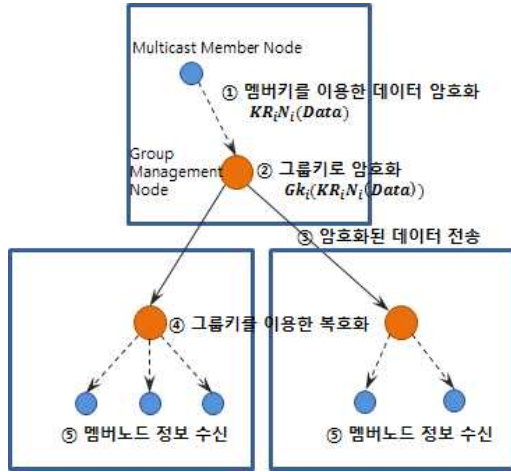 Multicast Member Node
① 멤버키를 이용한 데이터 암호화
KRᵢNᵢ(Data)
Group
Management
Node
② 그룹키로 암호화
Gkᵢ(KRᵢNᵢ(Data))
③ 암호화된 데이터 전송
④ 그룹키를 이용한 복호화
⑤ 멤버노드 정보 수신
⑤ 멤버노드 정보 수신